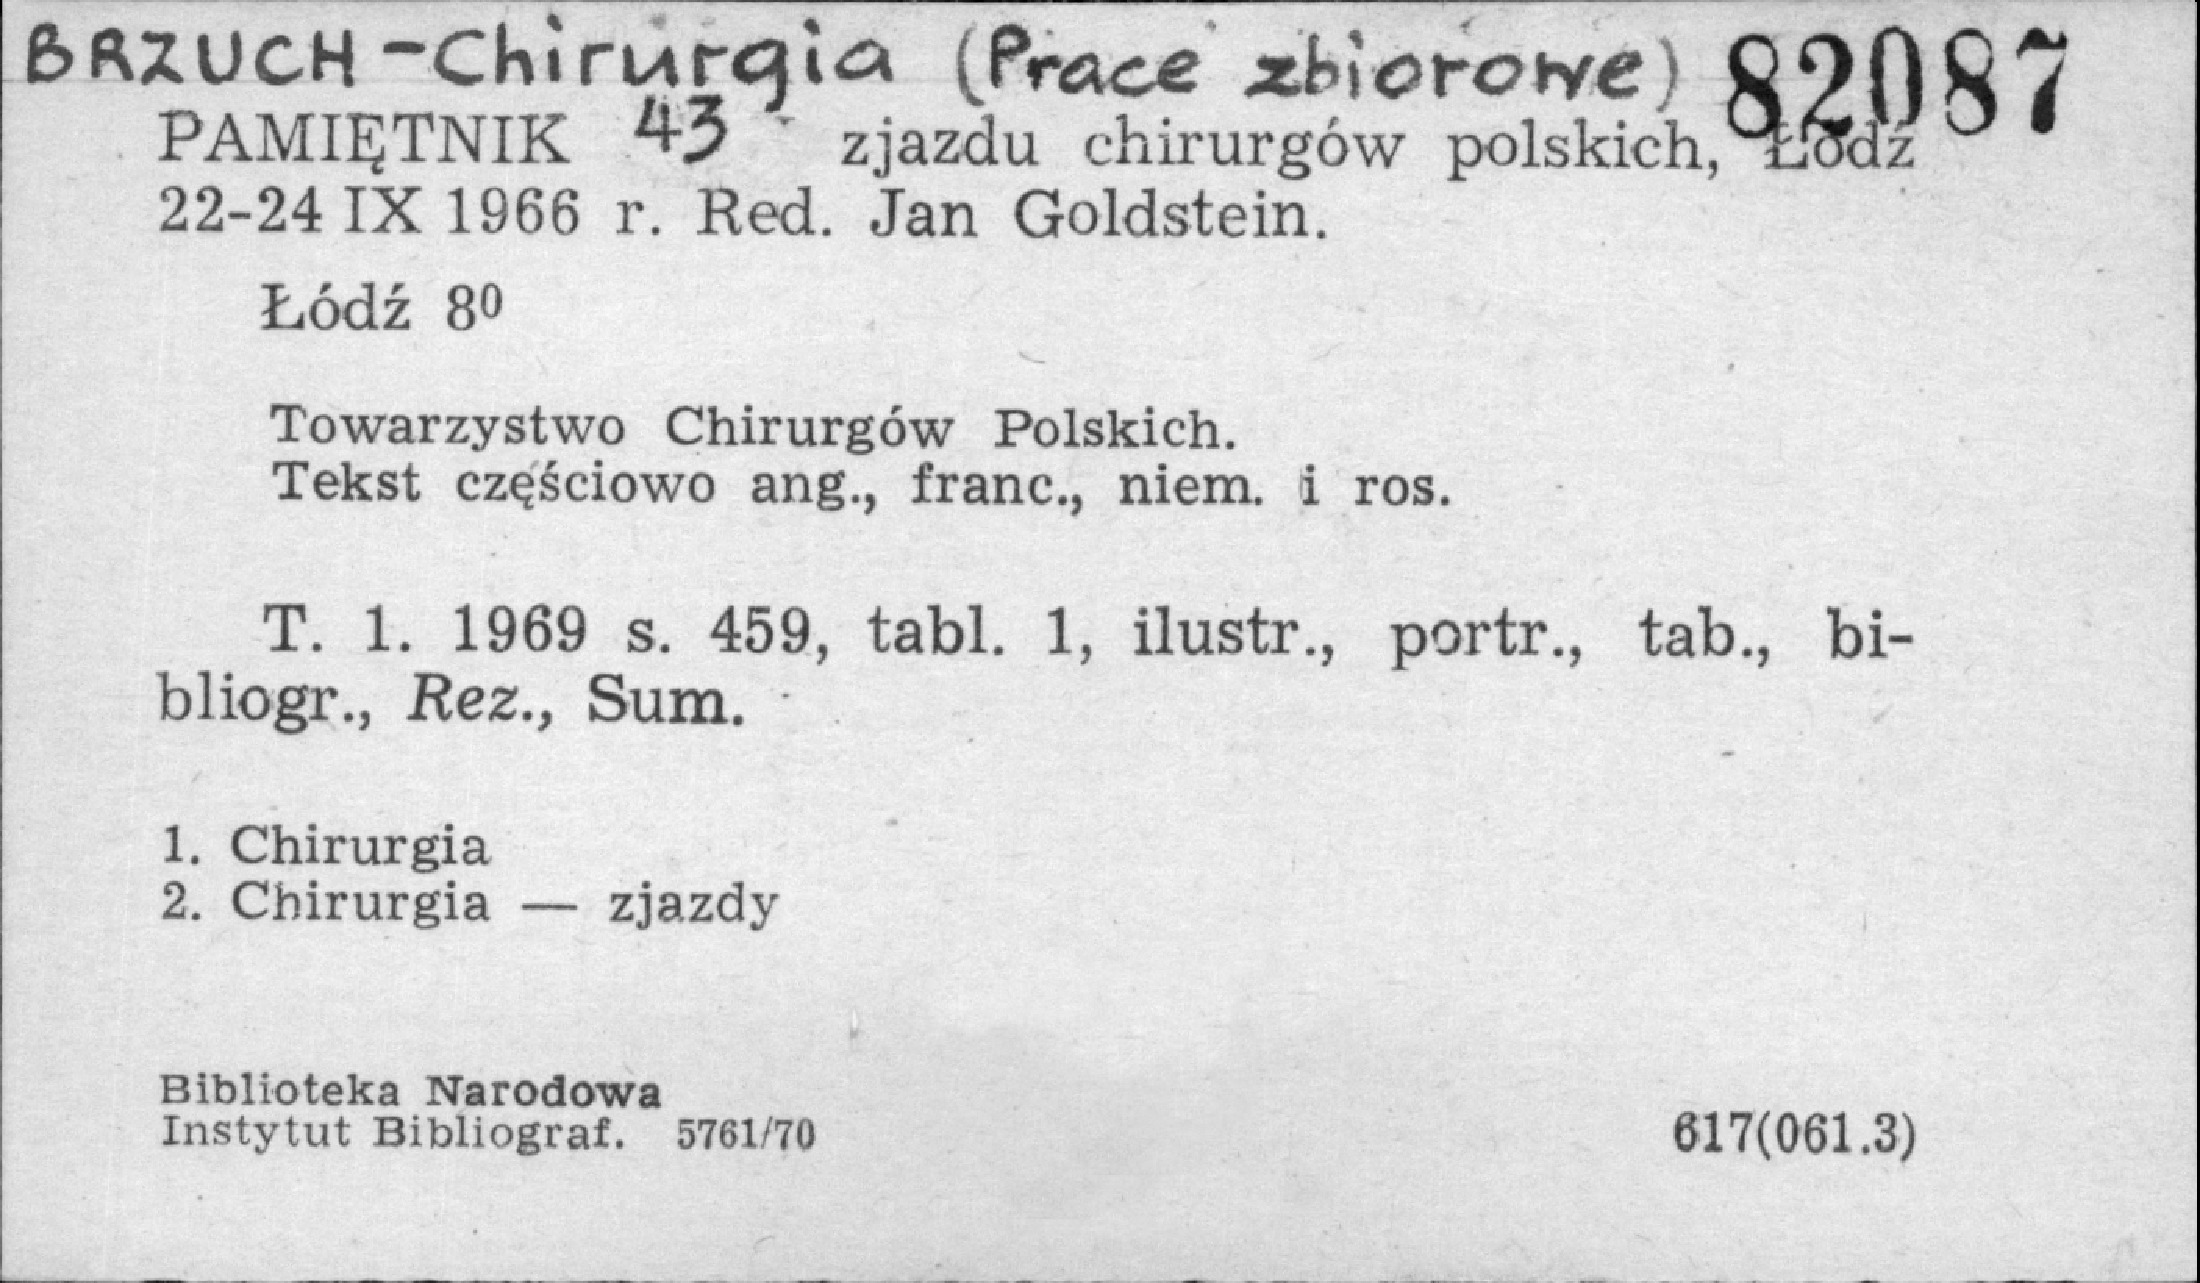 BRZUCH - Chirurgia (Prace zbiorowe) 82087
PAMIĘTNIK 43 zjazdu chirurgów polskich, Łódź
22-24 IX 1966 r. Red. Jan Goldstein.
Łódź 8⁰
Towarzystwo Chirurgów Polskich.
Tekst częściowo ang., franc., niem. i ros.
T. 1. 1969 s. 459, tabl. 1, ilustr., portr., tab., bi-
bliogr., Rez., Sum.
1. Chirurgia
2. Chirurgia — zjazdy
Biblioteka Narodowa
Instytut Bibliograf. 5761/70 617(061.3)